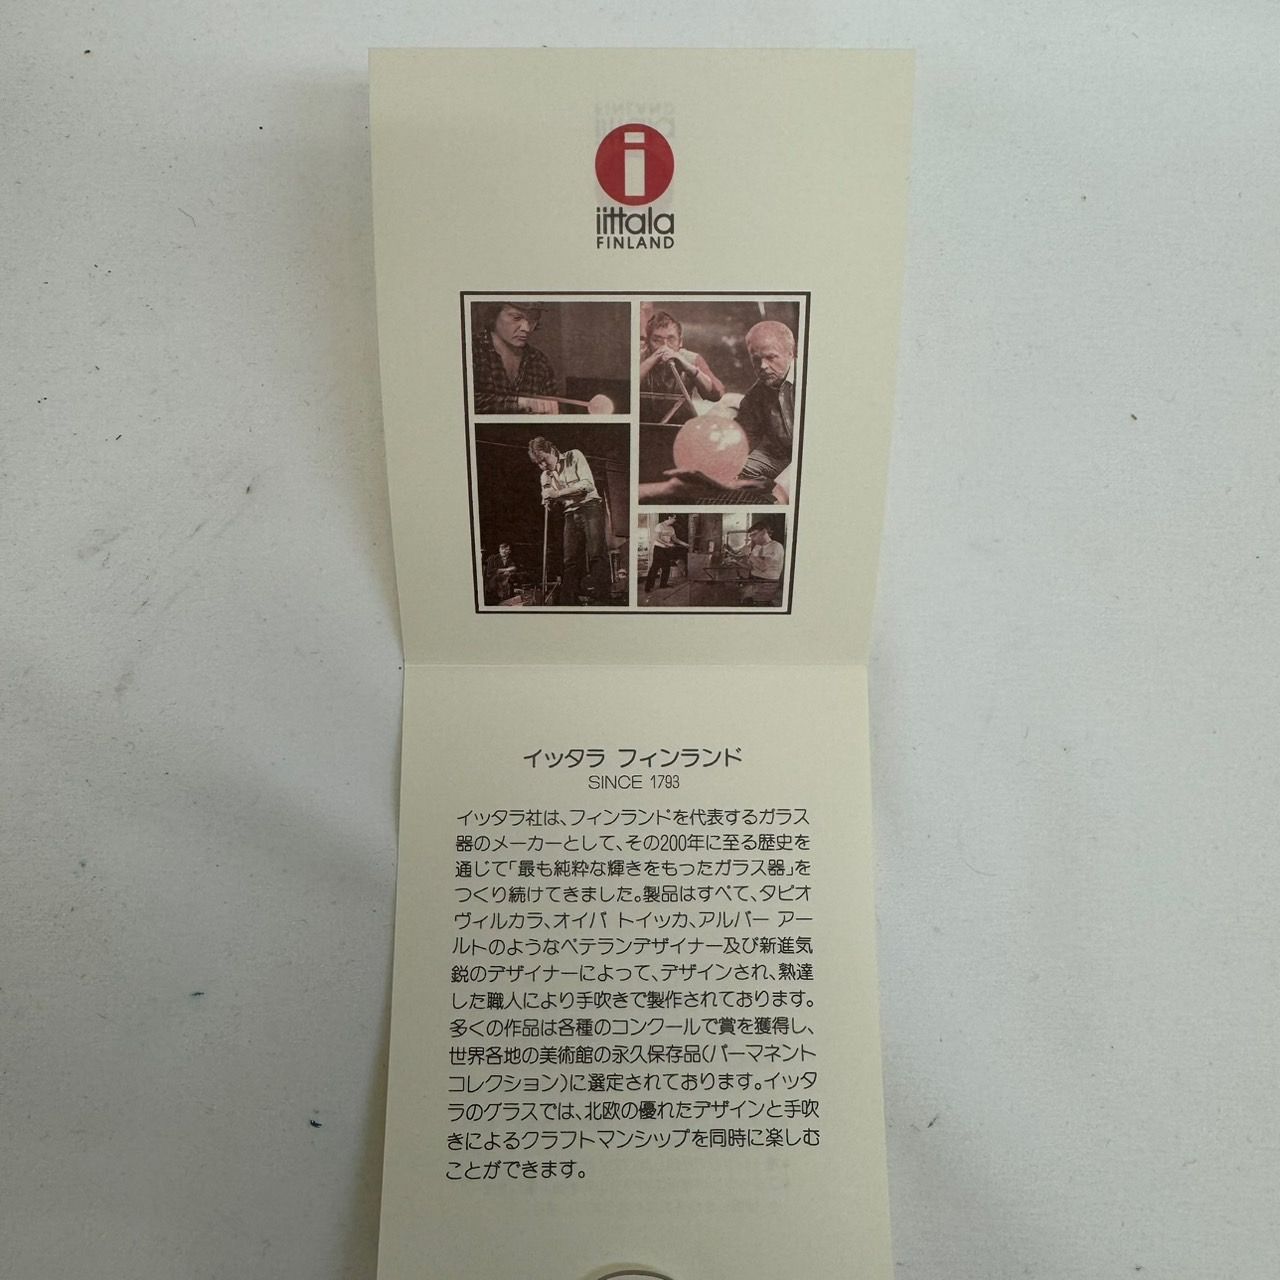 iittala
FINLAND
イッタラ フィンランド
SINCE 1793
イッタラ社は、フィンランドを代表するガラス
器のメーカーとして、その200年に至る歴史を
通じて「最も純粋な輝きをもったガラス器」を
つくり続けてきました。製品はすべて、タピオ
ヴィルカラ、オイバ トイッカ、アルバー アー
ルトのようなベテランデザイナー及び新進気
鋭のデザイナーによって、デザインされ、熟達
した職人により手吹きで製作されております。
多くの作品は各種のコンクールで賞を獲得し、
世界各地の美術館の永久保存品(パーマネント
コレクション)に選定されております。イッタ
ラのグラスでは、北欧の優れたデザインと手吹
きによるクラフトマンシップを同時に楽しむ
ことができます。